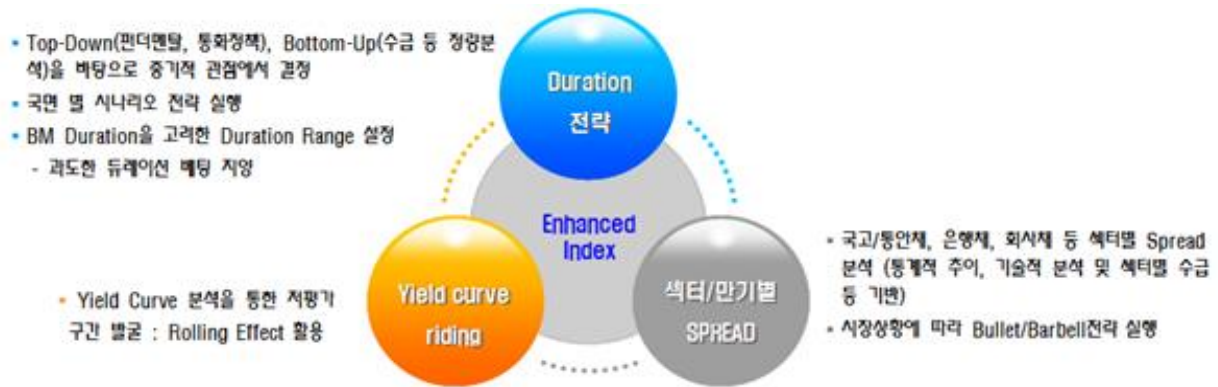 • Top-Down(펀더멘탈, 통화정책), Bottom-Up(수급 등 정량분
석)을 바탕으로 중기적 관점에서 결정
• 국면 별 시나리오 전략 실행
• BM Duration을 고려한 Duration Range 설정
- 과도한 듀레이션 베팅 지양
Duration
전략
Enhanced
Index
Yield curve
riding
섹터/만기별
SPREAD
• Yield Curve 분석을 통한 저평가
구간 발굴 : Rolling Effect 활용
• 국고/통안채, 은행채, 회사채 등 섹터별 Spread
분석 (통계적 추이, 기술적 분석 및 섹터별 수급
등 기반)
• 시장상황에 따라 Bullet/Barbell전략 실행